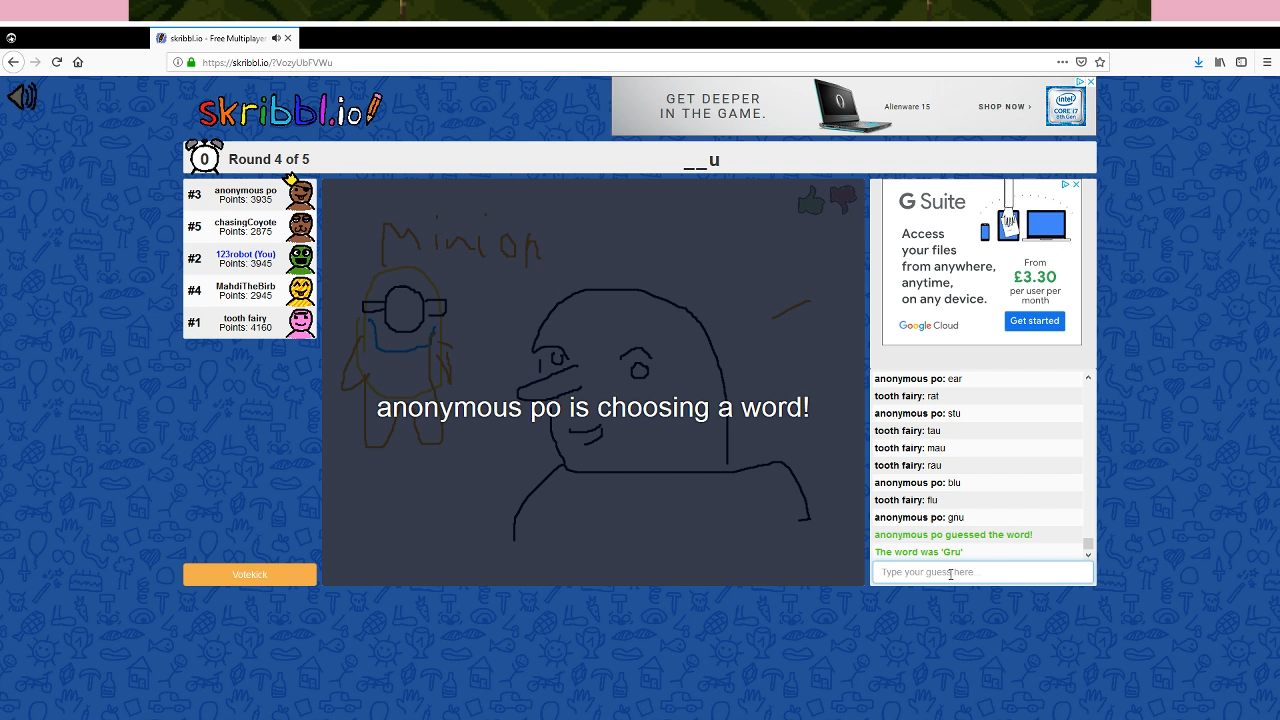 skribbl.io - Free Multiplayer
https://skribbl.io/?VozyUbFVWu
skribbl.io
GET DEEPER
IN THE GAME.
Alienware 15
SHOP NOW ›
intel
CORE i7
8th Gen
0
Round 4 of 5
__u
#3
anonymous po
Points: 3935
#5
chasingCoyote
Points: 2875
#2
123robot (You)
Points: 3945
#4
MahdiTheBirb
Points: 2945
#1
tooth fairy
Points: 4160
Votekick
Minion
anonymous po is choosing a word!
G Suite
Access
your files
from anywhere,
anytime,
on any device.
From
£3.30
per user per
month
Google Cloud
Get started
anonymous po: ear
tooth fairy: rat
anonymous po: stu
tooth fairy: tau
tooth fairy: mau
tooth fairy: rau
anonymous po: blu
tooth fairy: flu
anonymous po: gnu
anonymous po guessed the word!
The word was 'Gru'
Type your guess here...